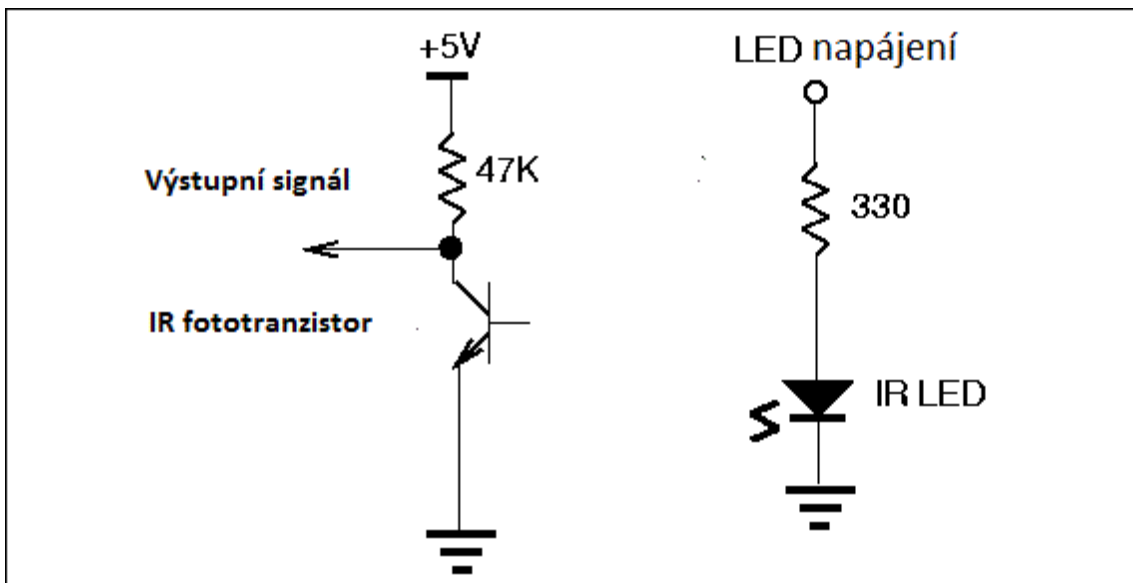 +5V
47K
Výstupní signál
IR fototranzistor
LED napájení
330
IR LED